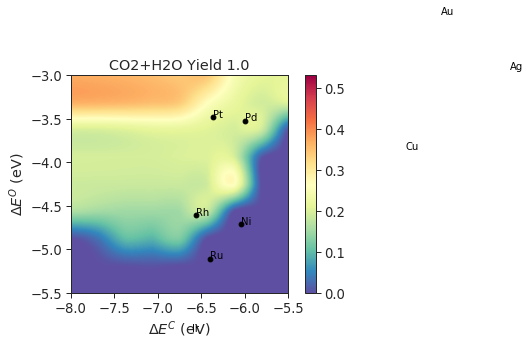 Au
Ag
CO2+H2O Yield 1.0
−3.0
−3.5
−4.0
−4.5
−5.0
−5.5
ΔE^O (eV)
Pt
Pd
Cu
Rh
Ni
Ru
0.5
0.4
0.3
0.2
0.1
0.0
−8.0 −7.5 −7.0 −6.5 −6.0 −5.5
ΔE^C (eV)